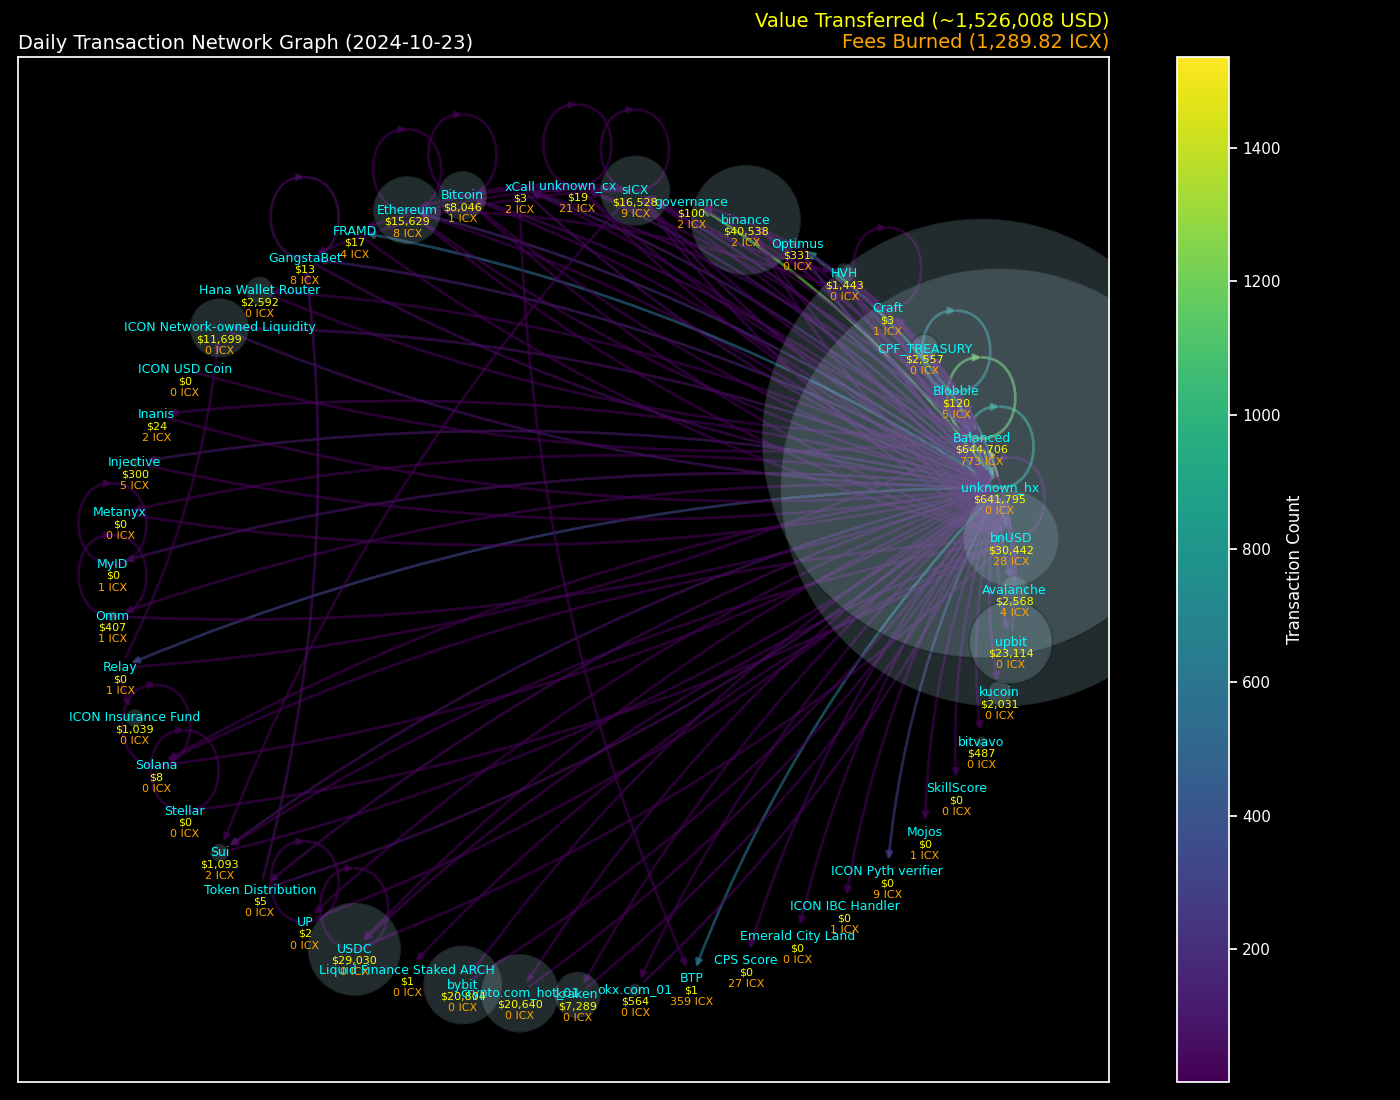 Value Transferred (~1,526,008 USD)
Daily Transaction Network Graph (2024-10-23)
Fees Burned (1,289.82 ICX)
Bitcoin
$8,046
1 ICX
xCall
$3
2 ICX
unknown_cx
$19
21 ICX
sICX
$16,528
9 ICX
governance
$100
2 ICX
binance
$40,538
2 ICX
Optimus
$331
0 ICX
HVH
$1,443
0 ICX
Craft
$3
1 ICX
CPF_TREASURY
$2,557
0 ICX
Blobble
$120
5 ICX
Balanced
$644,706
773 ICX
unknown_hx
$641,795
0 ICX
bnUSD
$30,442
28 ICX
Avalanche
$2,568
4 ICX
upbit
$23,114
0 ICX
kucoin
$2,031
0 ICX
bitvavo
$487
0 ICX
SkillScore
$0
0 ICX
Mojos
$0
1 ICX
ICON Pyth verifier
$0
9 ICX
ICON IBC Handler
$0
1 ICX
Emerald City Land
$0
0 ICX
CPS Score
$0
27 ICX
BTP
$1
359 ICX
okx.com_01
$564
0 ICX
kraken
$7,289
0 ICX
crypto.com_hot_01
$20,640
0 ICX
bybit
$20,804
0 ICX
Liquid Finance Staked ARCH
$1
0 ICX
USDC
$29,030
0 ICX
UP
$2
0 ICX
Token Distribution
$5
0 ICX
Sui
$1,093
2 ICX
Stellar
$0
0 ICX
Solana
$8
0 ICX
ICON Insurance Fund
$1,039
0 ICX
Relay
$0
1 ICX
Omm
$407
1 ICX
MyID
$0
1 ICX
Metanyx
$0
0 ICX
Injective
$300
5 ICX
Inanis
$24
2 ICX
ICON USD Coin
$0
0 ICX
ICON Network-owned Liquidity
$11,699
0 ICX
Hana Wallet Router
$2,592
0 ICX
GangstaBet
$13
8 ICX
FRAMD
$17
4 ICX
Ethereum
$15,629
8 ICX
1400
1200
1000
800
600
400
200
Transaction Count